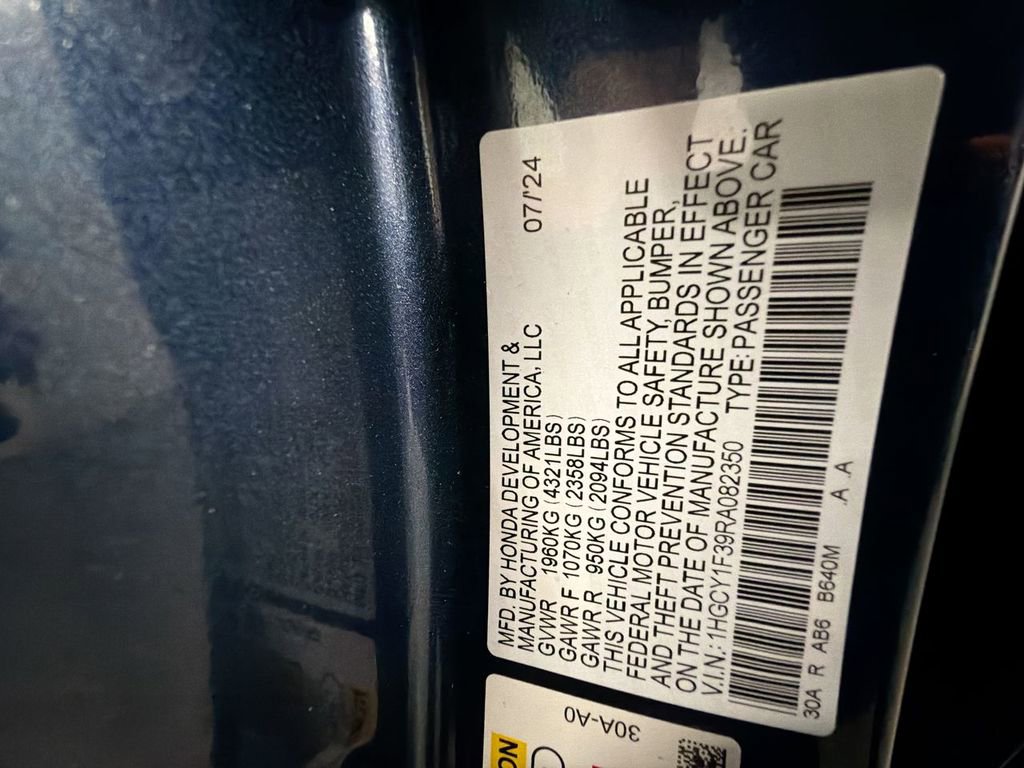 MFD. BY HONDA DEVELOPMENT &
MANUFACTURING OF AMERICA, LLC 07/'24
GVWR 1960KG (4321LBS)
GAWR F 1070KG (2358LBS)
GAWR R 950KG (2094LBS)
THIS VEHICLE CONFORMS TO ALL APPLICABLE
FEDERAL MOTOR VEHICLE SAFETY, BUMPER,
AND THEFT PREVENTION STANDARDS IN EFFECT
ON THE DATE OF MANUFACTURE SHOWN ABOVE.
V.I.N.: 1HGCY1F39RA082350 TYPE: PASSENGER CAR
30A R AB6 B640M .A .A
30A-A0